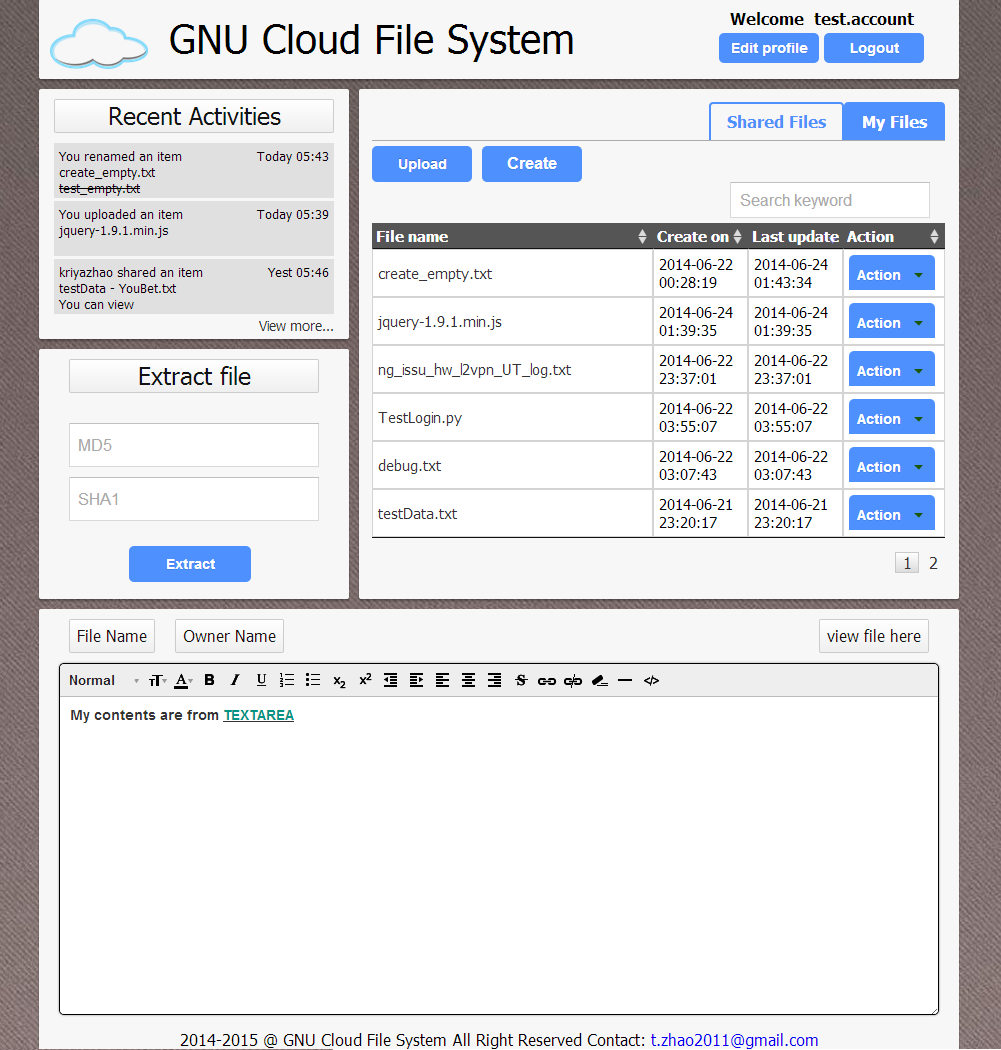 GNU Cloud File System
Welcome test.account
Edit profile
Logout
Recent Activities
You renamed an item Today 05:43
create_empty.txt
test_empty.txt
You uploaded an item Today 05:39
jquery-1.9.1.min.js
kriyazhao shared an item Yest 05:46
testData - YouBet.txt
You can view
View more...
Extract file
MD5
SHA1
Extract
Shared Files
My Files
Upload
Create
Search keyword
File name Create on Last update Action
create_empty.txt 2014-06-22 00:28:19 2014-06-24 01:43:34 Action
jquery-1.9.1.min.js 2014-06-24 01:39:35 2014-06-24 01:39:35 Action
ng_issu_hw_l2vpn_UT_log.txt 2014-06-22 23:37:01 2014-06-22 23:37:01 Action
TestLogin.py 2014-06-22 03:55:07 2014-06-22 03:55:07 Action
debug.txt 2014-06-22 03:07:43 2014-06-22 03:07:43 Action
testData.txt 2014-06-21 23:20:17 2014-06-21 23:20:17 Action
1 2
File Name
Owner Name
view file here
Normal
My contents are from TEXTAREA
2014-2015 @ GNU Cloud File System All Right Reserved Contact: t.zhao2011@gmail.com